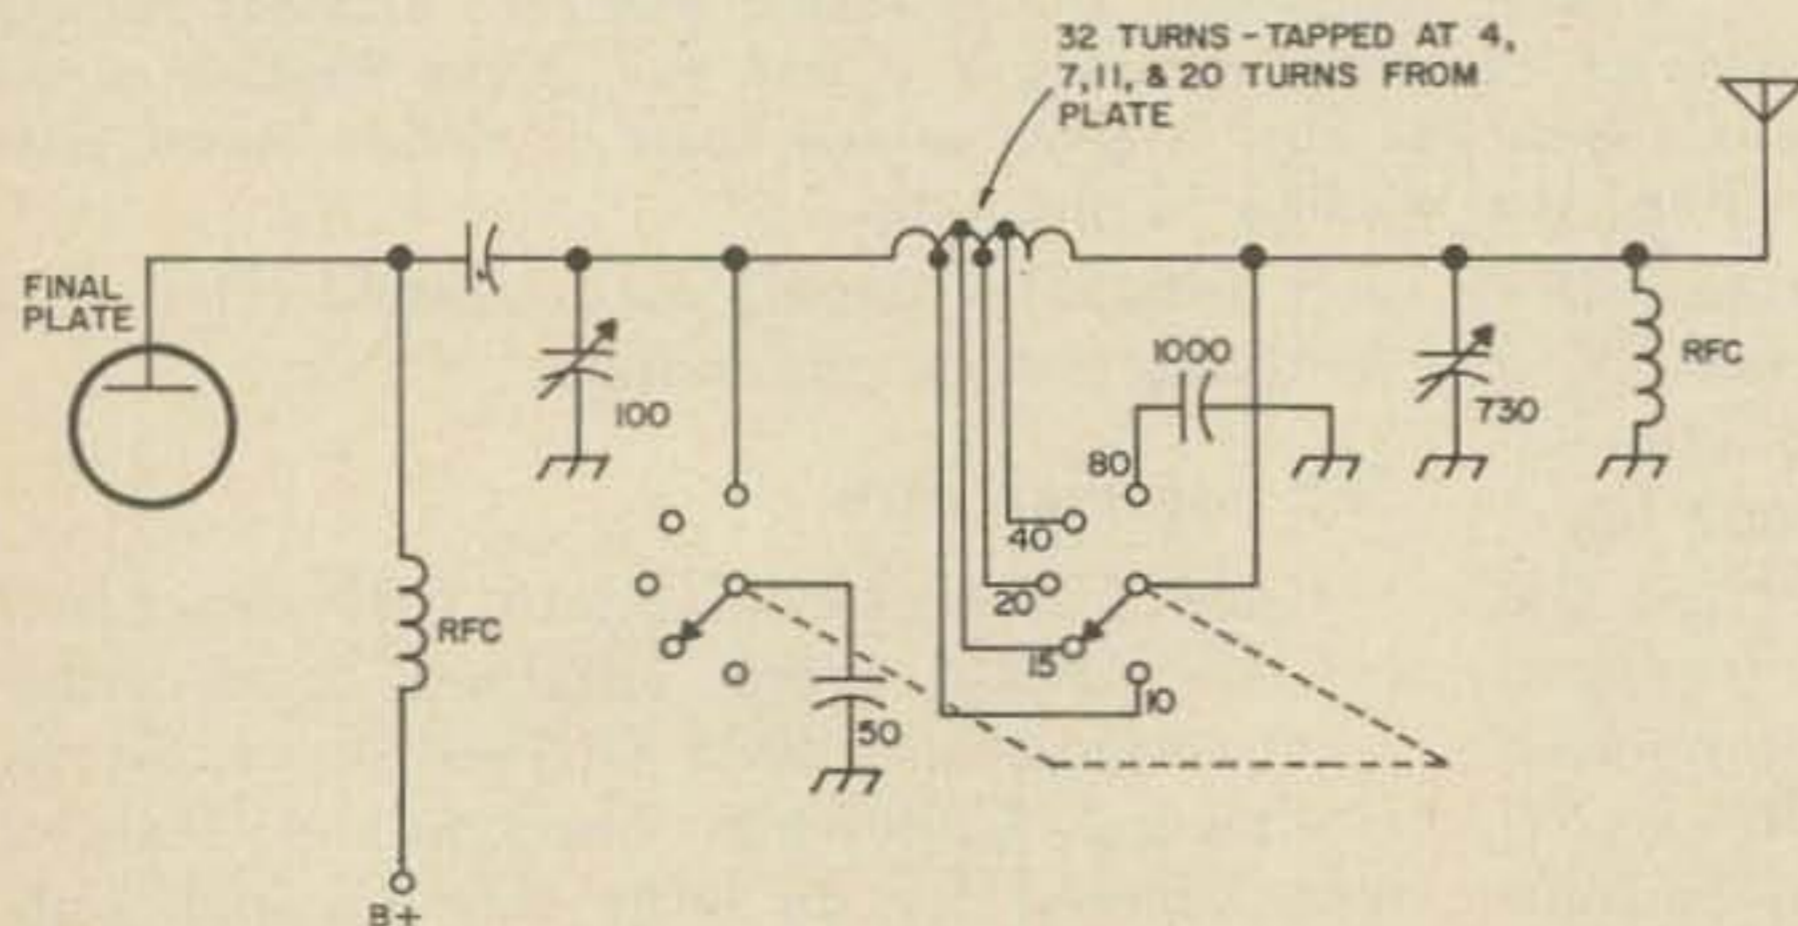 32 TURNS - TAPPED AT 4,
7, 11, & 20 TURNS FROM
PLATE
FINAL
PLATE
100
1000
730
RFC
80
40
20
15
10
RFC
50
B+